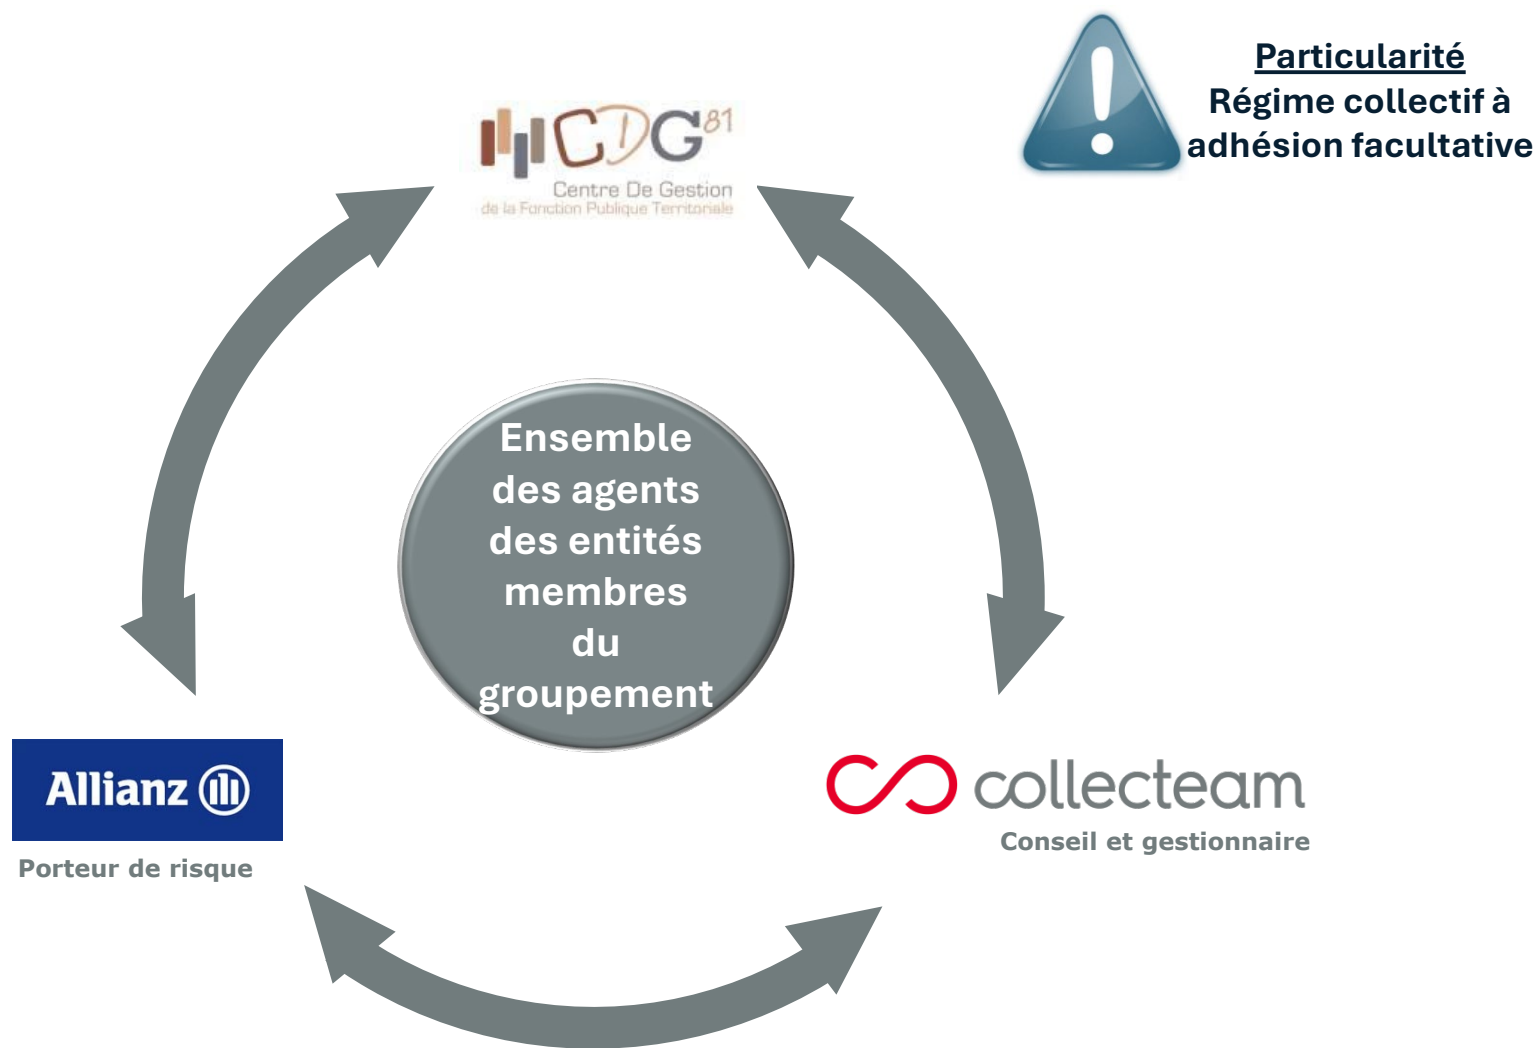 Particularité
Régime collectif à
adhésion facultative
CDG81
Centre De Gestion
de la Fonction Publique Territoriale
Ensemble
des agents
des entités
membres
du
groupement
Allianz
Porteur de risque
collecteam
Conseil et gestionnaire